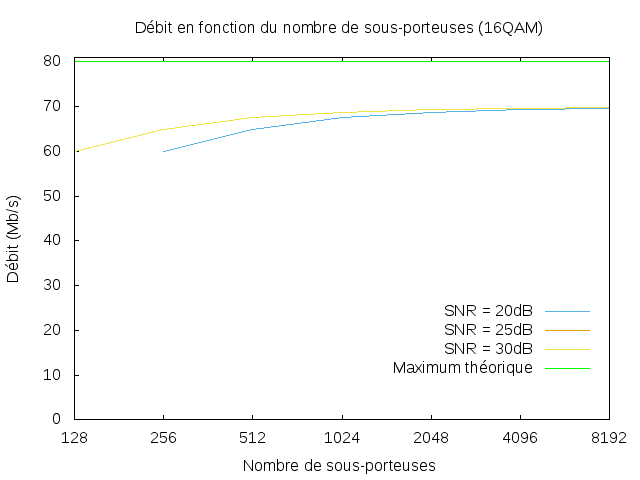 Débit en fonction du nombre de sous-porteuses (16QAM)
80
70
60
50
40
30
20
10
0
Débit (Mb/s)
SNR = 20dB
SNR = 25dB
SNR = 30dB
Maximum théorique
128 256 512 1024 2048 4096 8192
Nombre de sous-porteuses